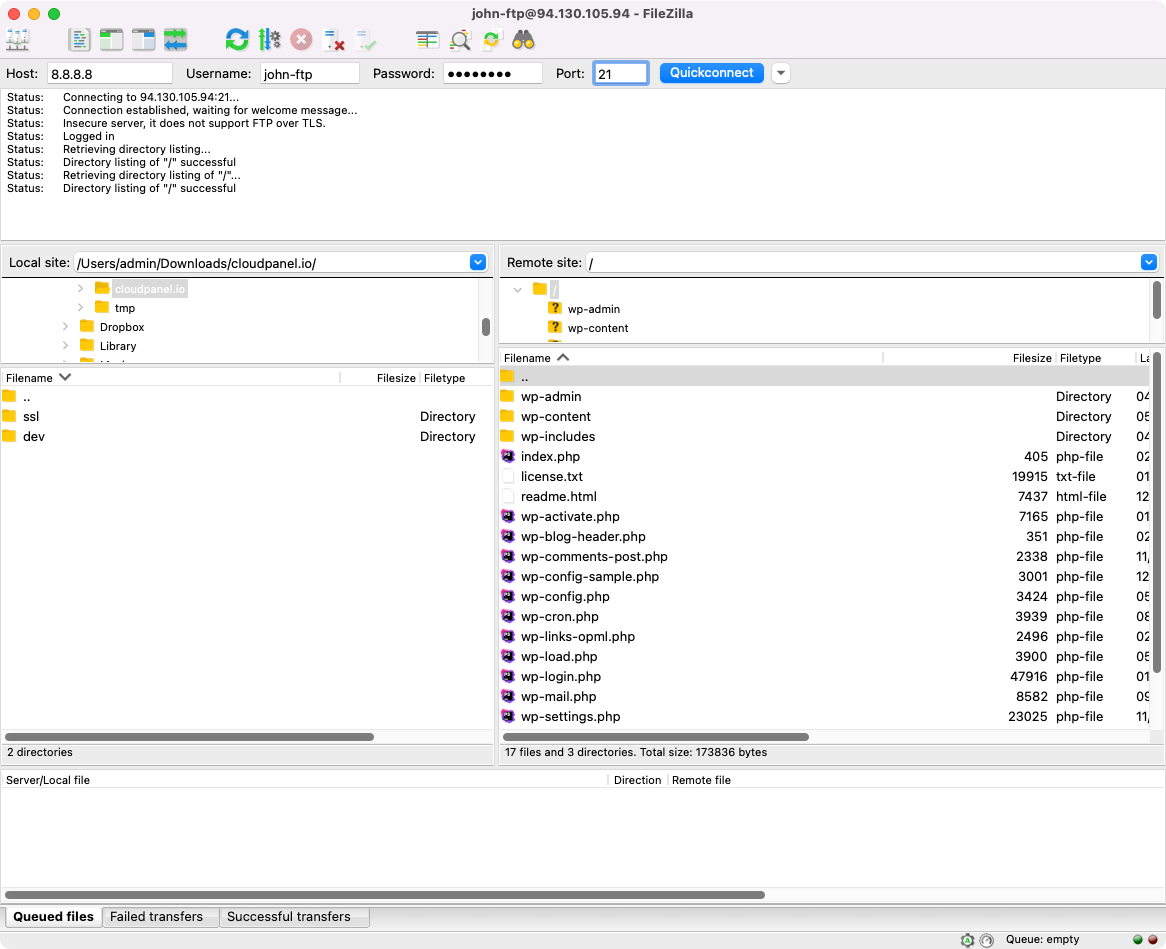 john-ftp@94.130.105.94 - FileZilla
Host: 8.8.8.8 Username: john-ftp Password: ●●●●●●●● Port: 21 Quickconnect
Status: Connecting to 94.130.105.94:21...
Status: Connection established, waiting for welcome message...
Status: Insecure server, it does not support FTP over TLS.
Status: Logged in
Status: Retrieving directory listing...
Status: Directory listing of "/" successful
Status: Retrieving directory listing of "/"...
Status: Directory listing of "/" successful
Local site: /Users/admin/Downloads/cloudpanel.io/
cloudpanel.io
tmp
Dropbox
Library
Filename Filesize Filetype
..
ssl Directory
dev Directory
2 directories
Remote site: /
/
? wp-admin
? wp-content
Filename Filesize Filetype
..
wp-admin Directory 04
wp-content Directory 05
wp-includes Directory 04
index.php 405 php-file 02
license.txt 19915 txt-file 01
readme.html 7437 html-file 12
wp-activate.php 7165 php-file 01
wp-blog-header.php 351 php-file 02
wp-comments-post.php 2338 php-file 11/
wp-config-sample.php 3001 php-file 12
wp-config.php 3424 php-file 05
wp-cron.php 3939 php-file 08
wp-links-opml.php 2496 php-file 02
wp-load.php 3900 php-file 05
wp-login.php 47916 php-file 01
wp-mail.php 8582 php-file 09
wp-settings.php 23025 php-file 11/
17 files and 3 directories. Total size: 173836 bytes
Server/Local file Direction Remote file
Queued files Failed transfers Successful transfers
Queue: empty